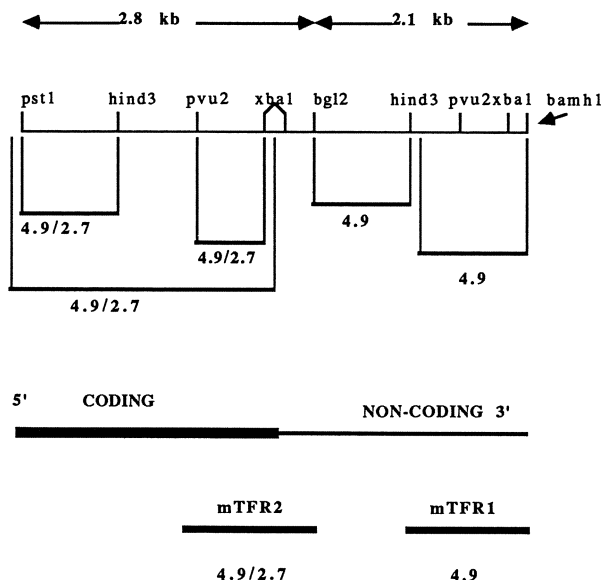 2.8 kb 2.1 kb
pst1 hind3 pvu2 xba1 bgl2 hind3 pvu2xba1 bamh1
4.9/2.7 4.9
4.9/2.7 4.9
4.9/2.7
5' CODING NON-CODING 3'
mTFR2 mTFR1
4.9/2.7 4.9